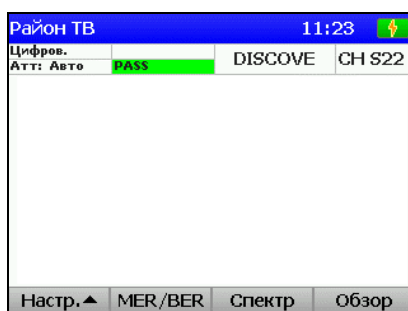 Район ТВ 11:23
Цифров.
Атт: Авто PASS DISCOVE CH S22
Настр.▲ MER/BER Спектр Обзор